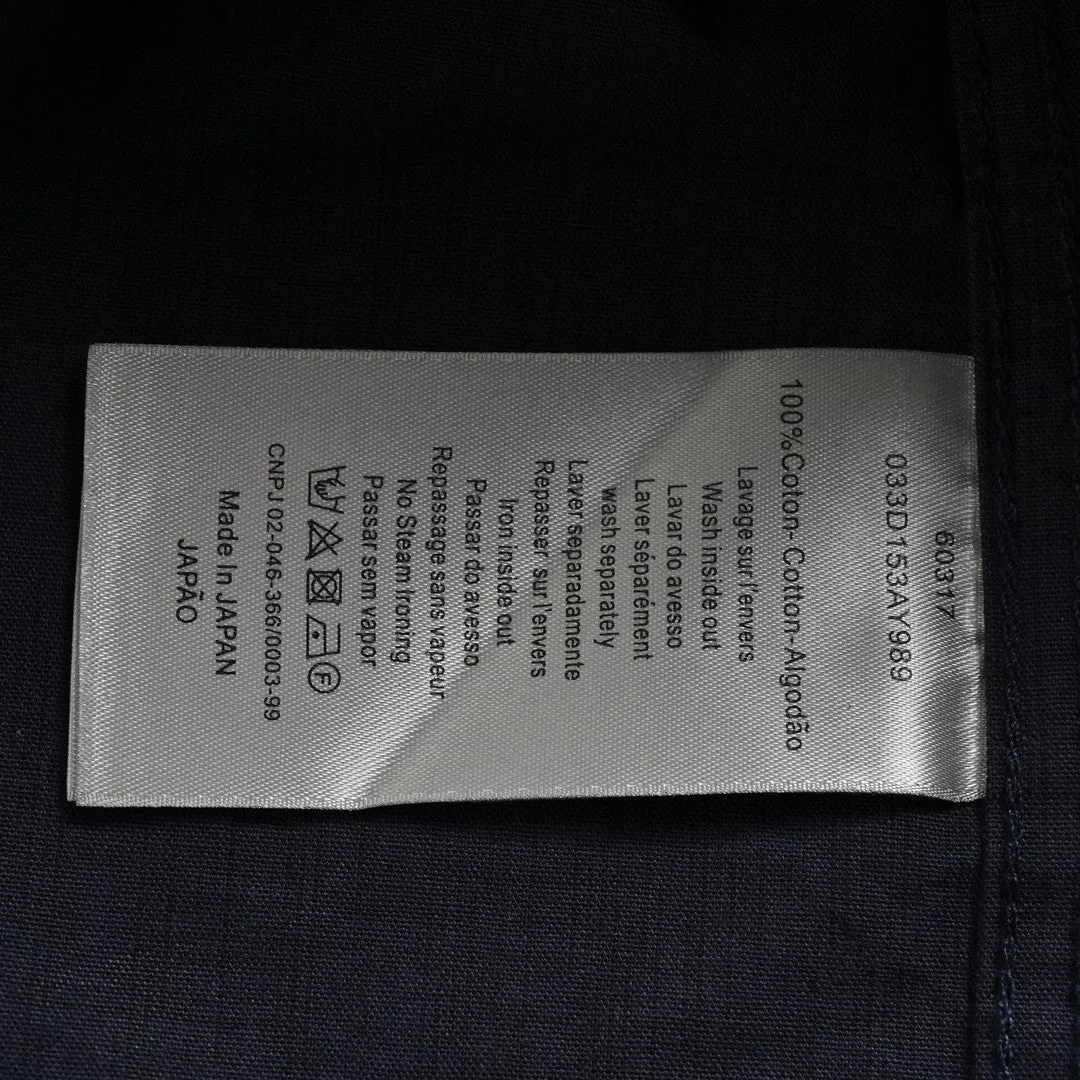 60317
033D153AY989
100%Coton- Cotton-Algodão
Lavage sur l'envers
Wash inside out
Lavar do avesso
Laver séparément
wash separately
Laver separadamente
Repasser sur l'envers
Iron inside out
Passar do avesso
Repassage sans vapeur
No Steam Ironing
Passar sem vapor
F
CNPJ 02-046-366/0003-99
Made In JAPAN
JAPÃO